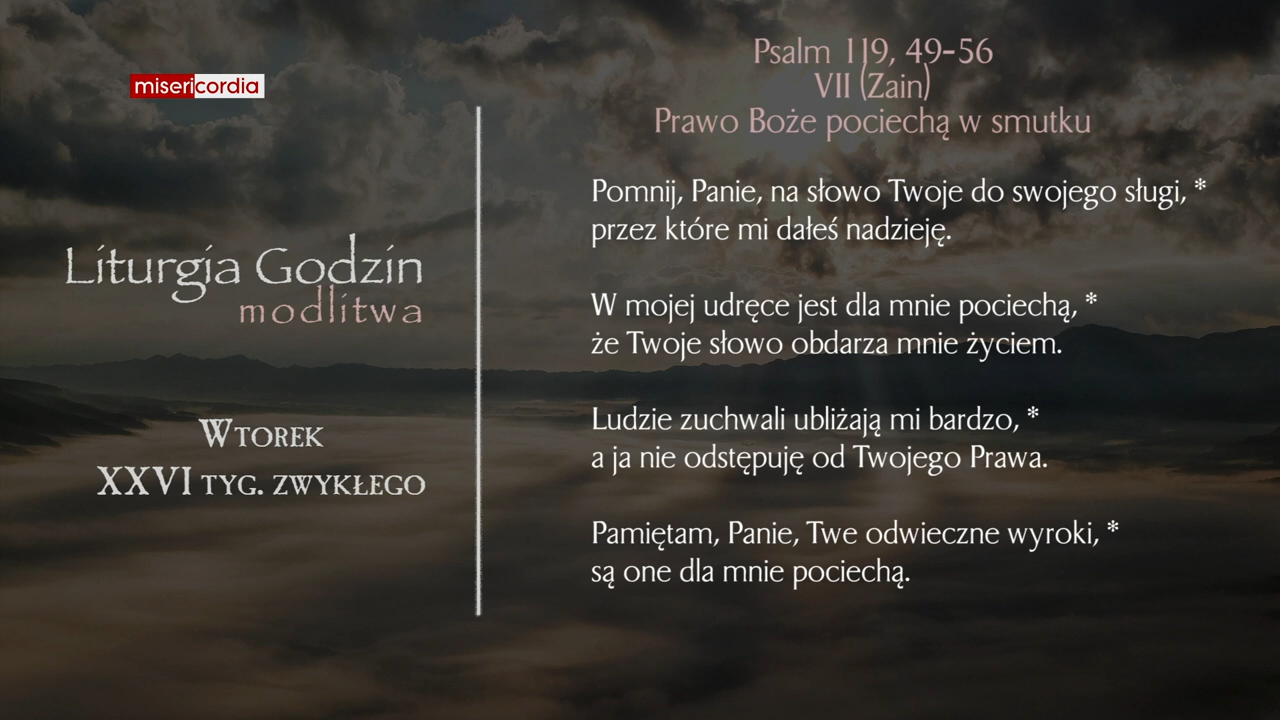 misericordia
Liturgia Godzin
modlitwa
Wtorek
XXVI tyg. zwykłego
Psalm 119, 49-56
VII (Zain)
Prawo Boże pociechą w smutku
Pomnij, Panie, na słowo Twoje do swojego sługi, *
przez które mi dałeś nadzieję.
W mojej udręce jest dla mnie pociechą, *
że Twoje słowo obdarza mnie życiem.
Ludzie zuchwali ubliżają mi bardzo, *
a ja nie odstępuję od Twojego Prawa.
Pamiętam, Panie, Twe odwieczne wyroki, *
są one dla mnie pociechą.